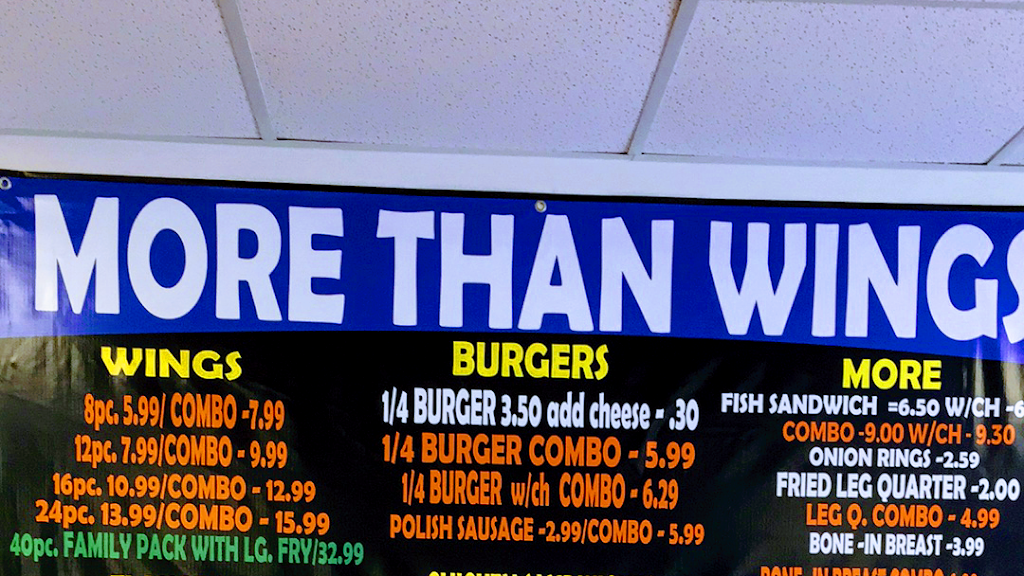 MORE THAN WINGS
WINGS
8pc. 5.99/ COMBO -7.99
12pc. 7.99/COMBO - 9.99
16pc. 10.99/COMBO - 12.99
24pc. 13.99/COMBO - 15.99
40pc. FAMILY PACK WITH LG. FRY/32.99
BURGERS
1/4 BURGER 3.50 add cheese - .30
1/4 BURGER COMBO - 5.99
1/4 BURGER w/ch COMBO - 6.29
POLISH SAUSAGE -2.99/COMBO - 5.99
MORE
FISH SANDWICH =6.50 W/CH -6
COMBO -9.00 W/CH - 9.30
ONION RINGS -2.59
FRIED LEG QUARTER -2.00
LEG Q. COMBO - 4.99
BONE -IN BREAST -3.99
BONE -IN BREAST COMBO